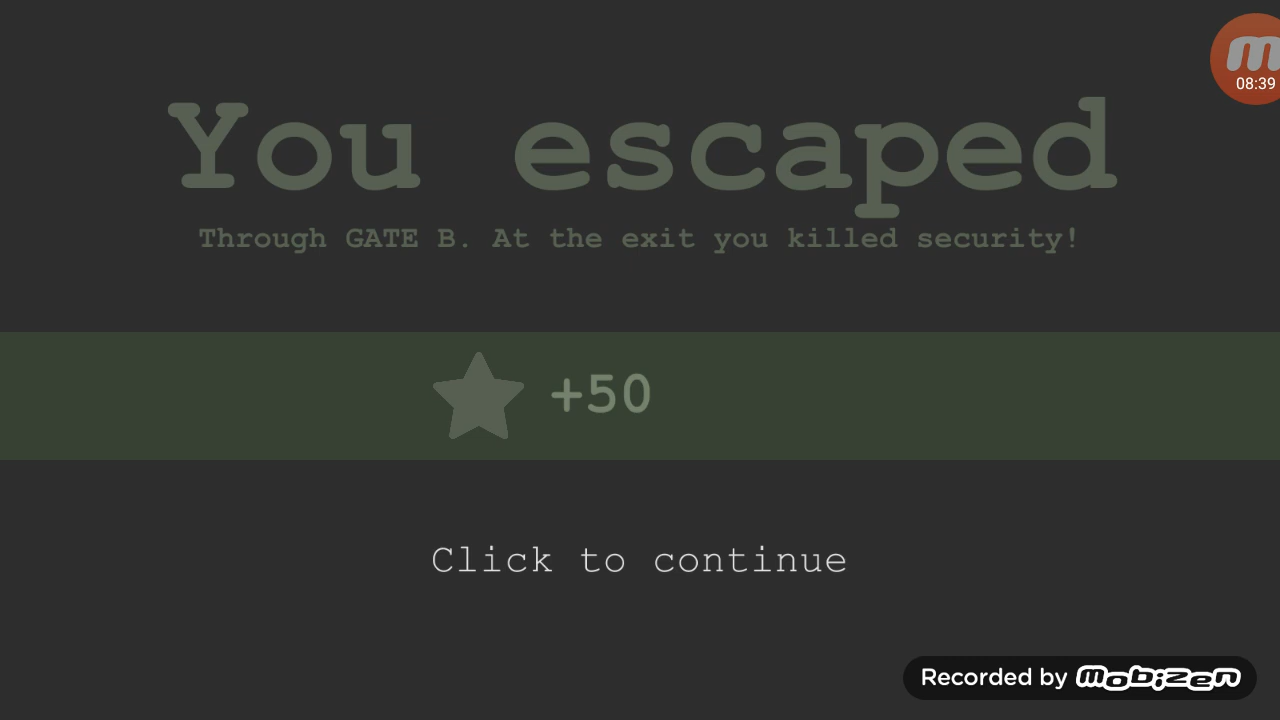 08:39
You escaped
Through GATE B. At the exit you killed security!
+50
Click to continue
Recorded by mobizen